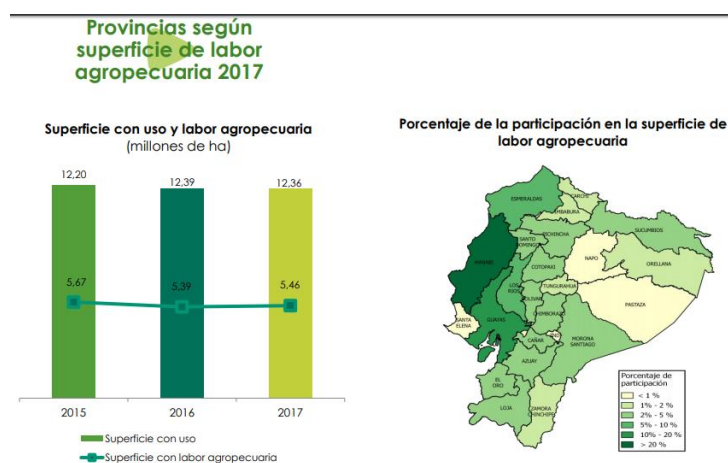 Provincias según
superficie de labor
agropecuaria 2017
Superficie con uso y labor agropecuaria
(millones de ha)
12,20
12,39
12,36
5,67
5,39
5,46
2015
2016
2017
Superficie con uso
Superficie con labor agropecuaria
Porcentaje de la participación en la superficie de
labor agropecuaria
ESMERALDAS
CARCHI
IMBABURA
SUCUMBIOS
PICHINCHA
SANTO
DOMINGO
MANABI
NAPO
ORELLANA
COTOPAXI
LOS
RIOS
TUNGURAHUA
PASTAZA
BOLIVAR
GUAYAS
CHIMBORAZO
SANTA
ELENA
CAÑAR
MORONA
SANTIAGO
AZUAY
EL
ORO
LOJA
ZAMORA
CHINCHIPE
Porcentaje de
participación
< 1 %
1% - 2 %
2% - 5 %
5% - 10 %
10% - 20 %
> 20 %